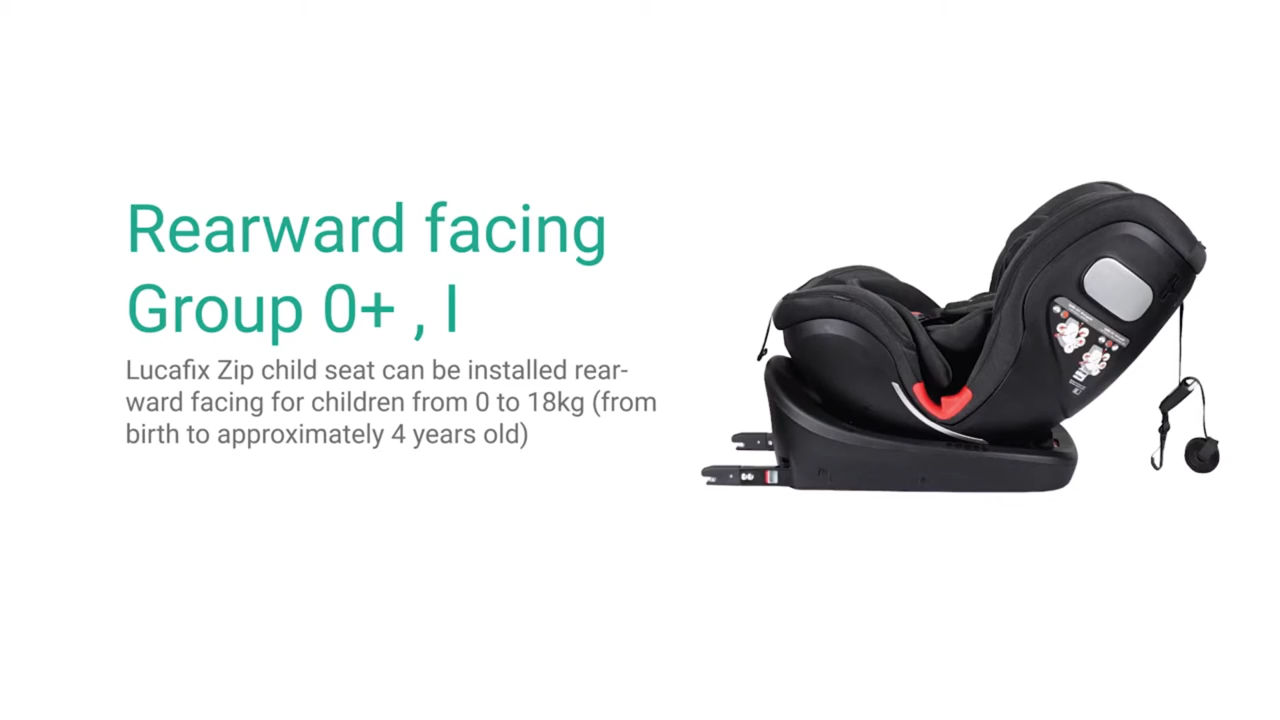 Rearward facing
Group 0+ , I
Lucafix Zip child seat can be installed rear-
ward facing for children from 0 to 18kg (from
birth to approximately 4 years old)